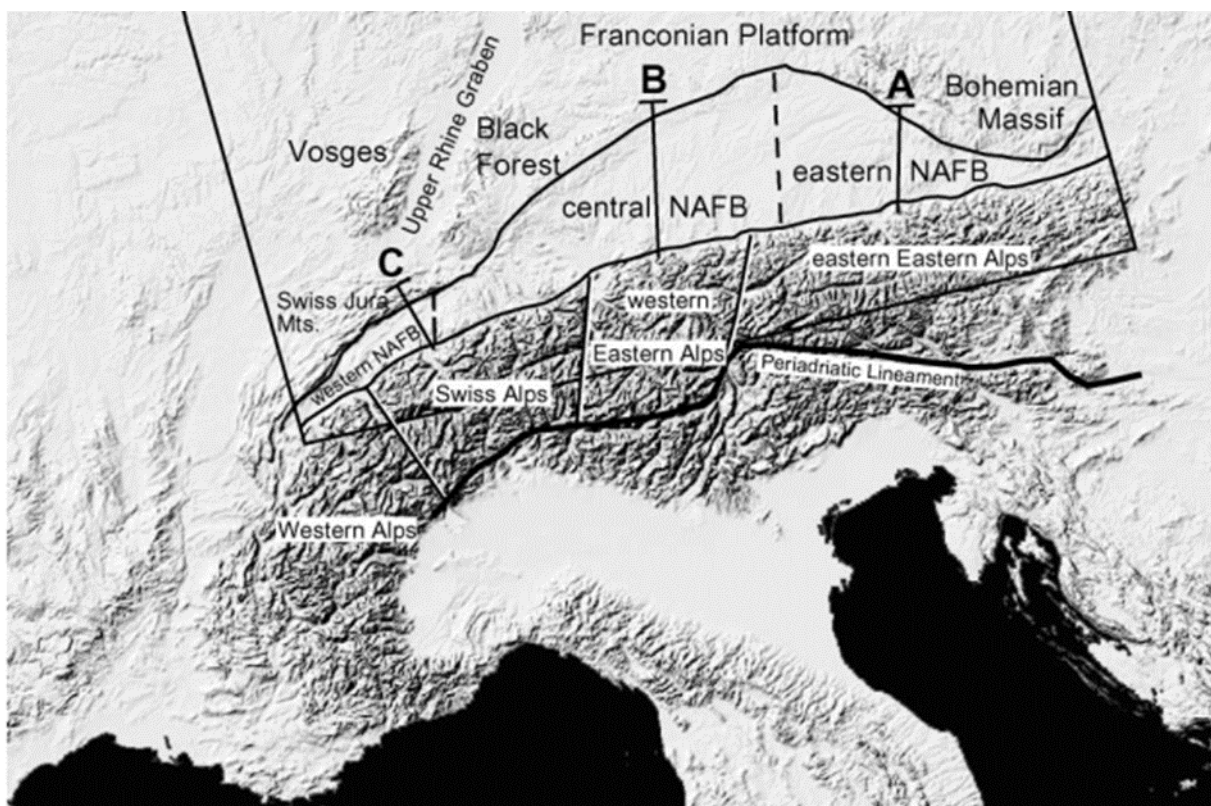 Franconian Platform
B
A
Bohemian
Massif
Upper Rhine Graben
Black
Forest
Vosges
eastern NAFB
central NAFB
C
eastern Eastern Alps
Swiss Jura
Mts.
western
Eastern Alps
western NAFB
Periadriatic Lineament
Swiss Alps
Western Alps